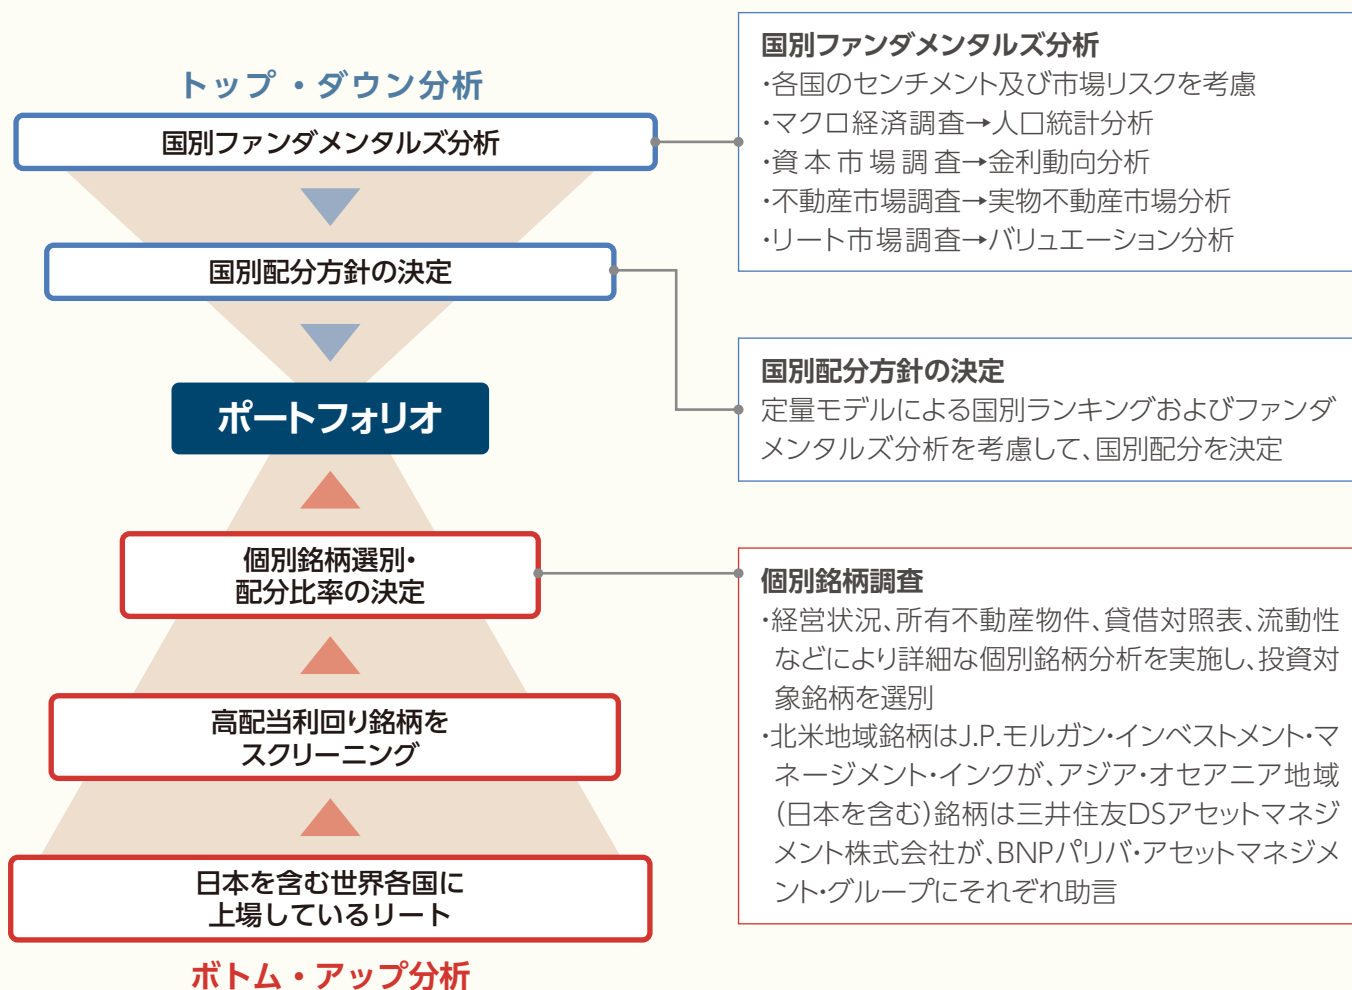 トップ・ダウン分析
国別ファンダメンタルズ分析
国別配分方針の決定
ポートフォリオ
個別銘柄選別・
配分比率の決定
高配当利回り銘柄を
スクリーニング
日本を含む世界各国に
上場しているリート
ボトム・アップ分析
国別ファンダメンタルズ分析
・各国のセンチメント及び市場リスクを考慮
・マクロ経済調査→人口統計分析
・資本市場調査→金利動向分析
・不動産市場調査→実物不動産市場分析
・リート市場調査→バリュエーション分析
国別配分方針の決定
定量モデルによる国別ランキングおよびファンダ
メンタルズ分析を考慮して、国別配分を決定
個別銘柄調査
・経営状況、所有不動産物件、貸借対照表、流動性
などにより詳細な個別銘柄分析を実施し、投資対
象銘柄を選別
・北米地域銘柄はJ.P.モルガン・インベストメント・マ
ネージメント・インクが、アジア・オセアニア地域
(日本を含む)銘柄は三井住友DSアセットマネジ
メント株式会社が、BNPパリバ・アセットマネジメ
ント・グループにそれぞれ助言